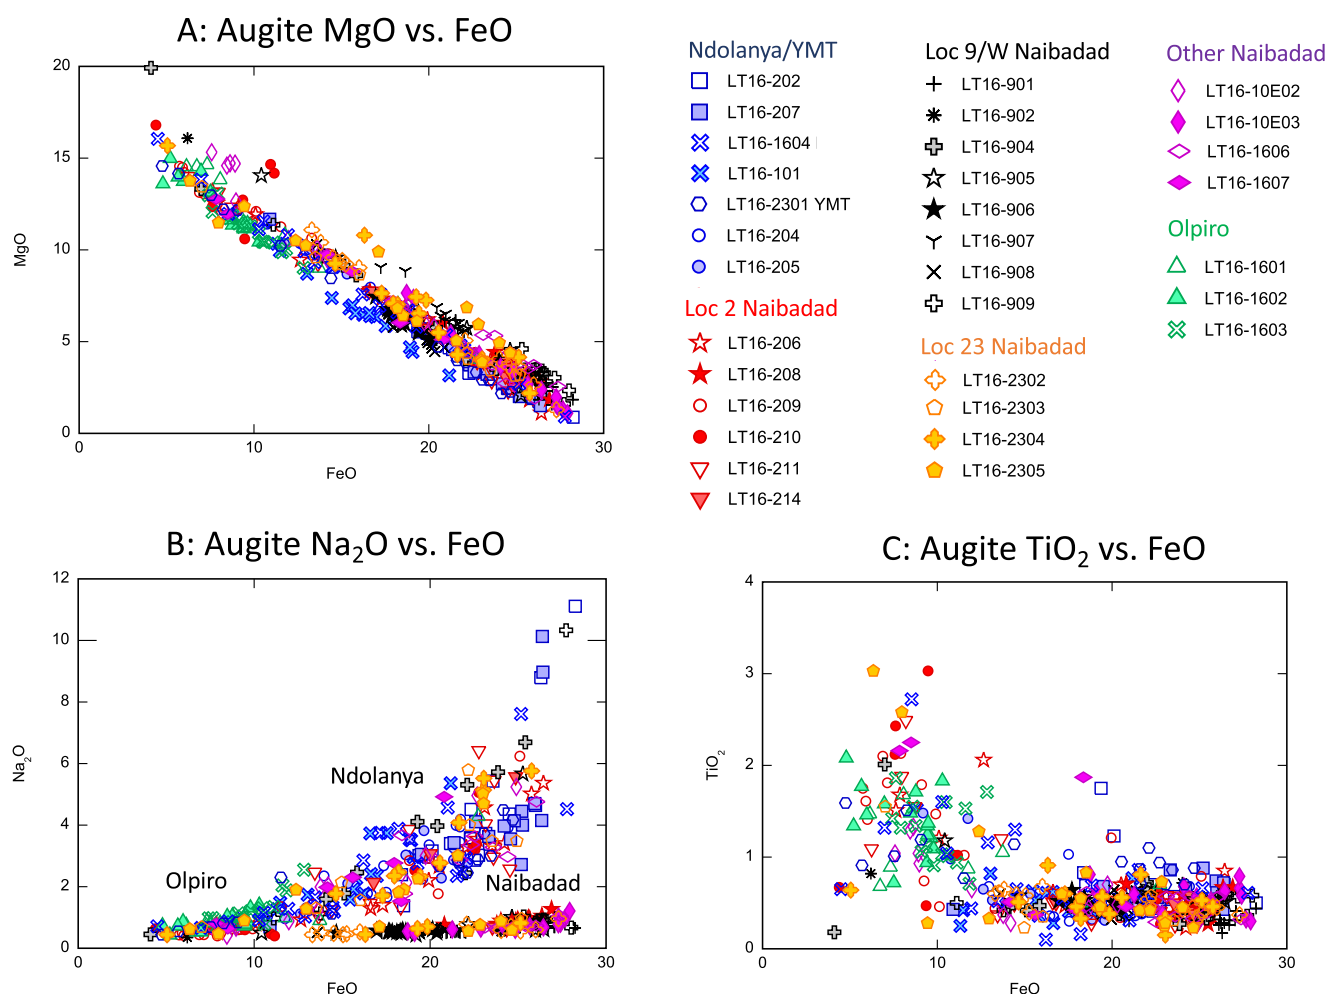 A: Augite MgO vs. FeO
20
15
10
5
0
MgO
0
10
20
30
FeO
Ndolanya/YMT
LT16-202
LT16-207
LT16-1604
LT16-101
LT16-2301 YMT
LT16-204
LT16-205
Loc 2 Naibadad
LT16-206
LT16-208
LT16-209
LT16-210
LT16-211
LT16-214
Loc 9/W Naibadad
LT16-901
LT16-902
LT16-904
LT16-905
LT16-906
LT16-907
LT16-908
LT16-909
Loc 23 Naibadad
LT16-2302
LT16-2303
LT16-2304
LT16-2305
Other Naibadad
LT16-10E02
LT16-10E03
LT16-1606
LT16-1607
Olpiro
LT16-1601
LT16-1602
LT16-1603
B: Augite Na₂O vs. FeO
12
10
8
6
4
2
0
Na₂O
Ndolanya
Olpiro
Naibadad
0
10
20
30
FeO
C: Augite TiO₂ vs. FeO
4
3
2
1
0
TiO₂
0
10
20
30
FeO